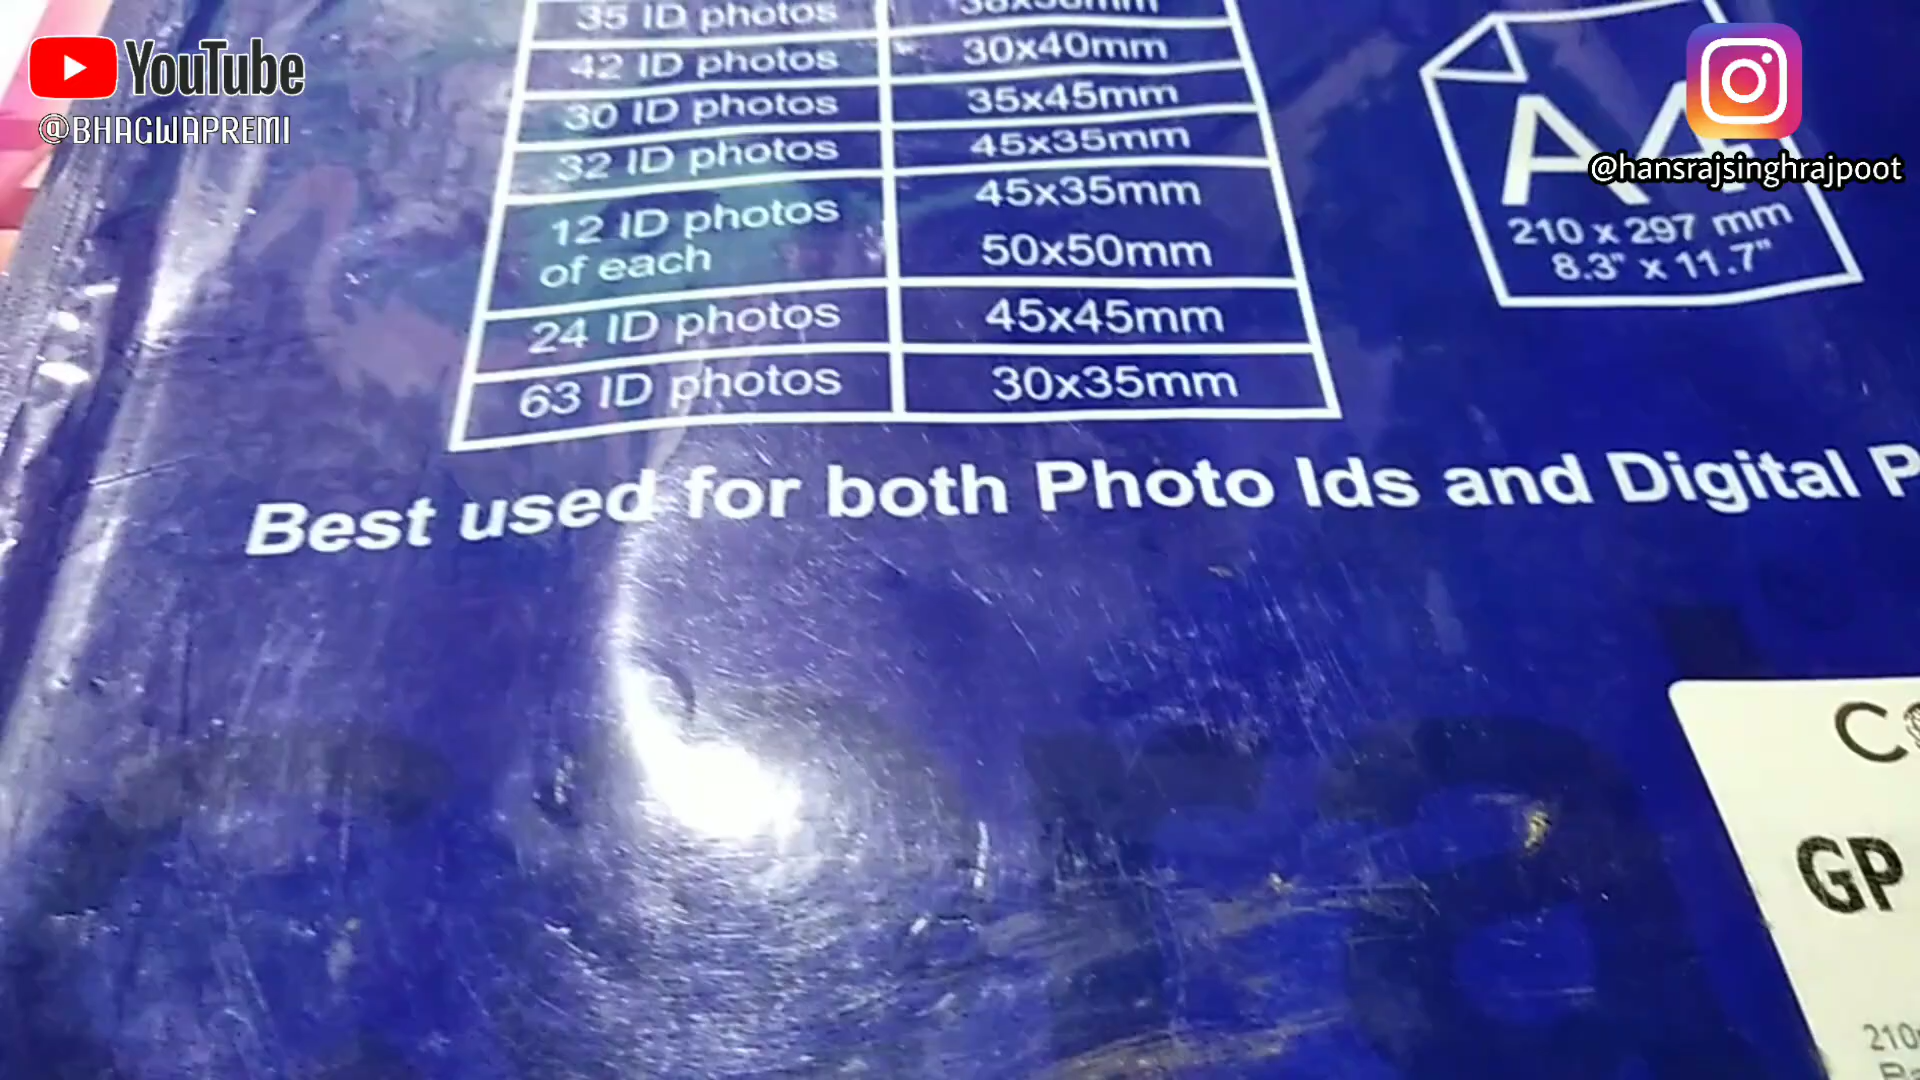 YouTube
@BHAGWAPREMI
@hansrajsinghrajpoot
35 ID photos
42 ID photos 30x40mm
30 ID photos 35x45mm
32 ID photos 45x35mm
12 ID photos 45x35mm
of each 50x50mm
24 ID photos 45x45mm
63 ID photos 30x35mm
A4
210 x 297 mm
8.3" x 11.7"
Best used for both Photo Ids and Digital P
GP